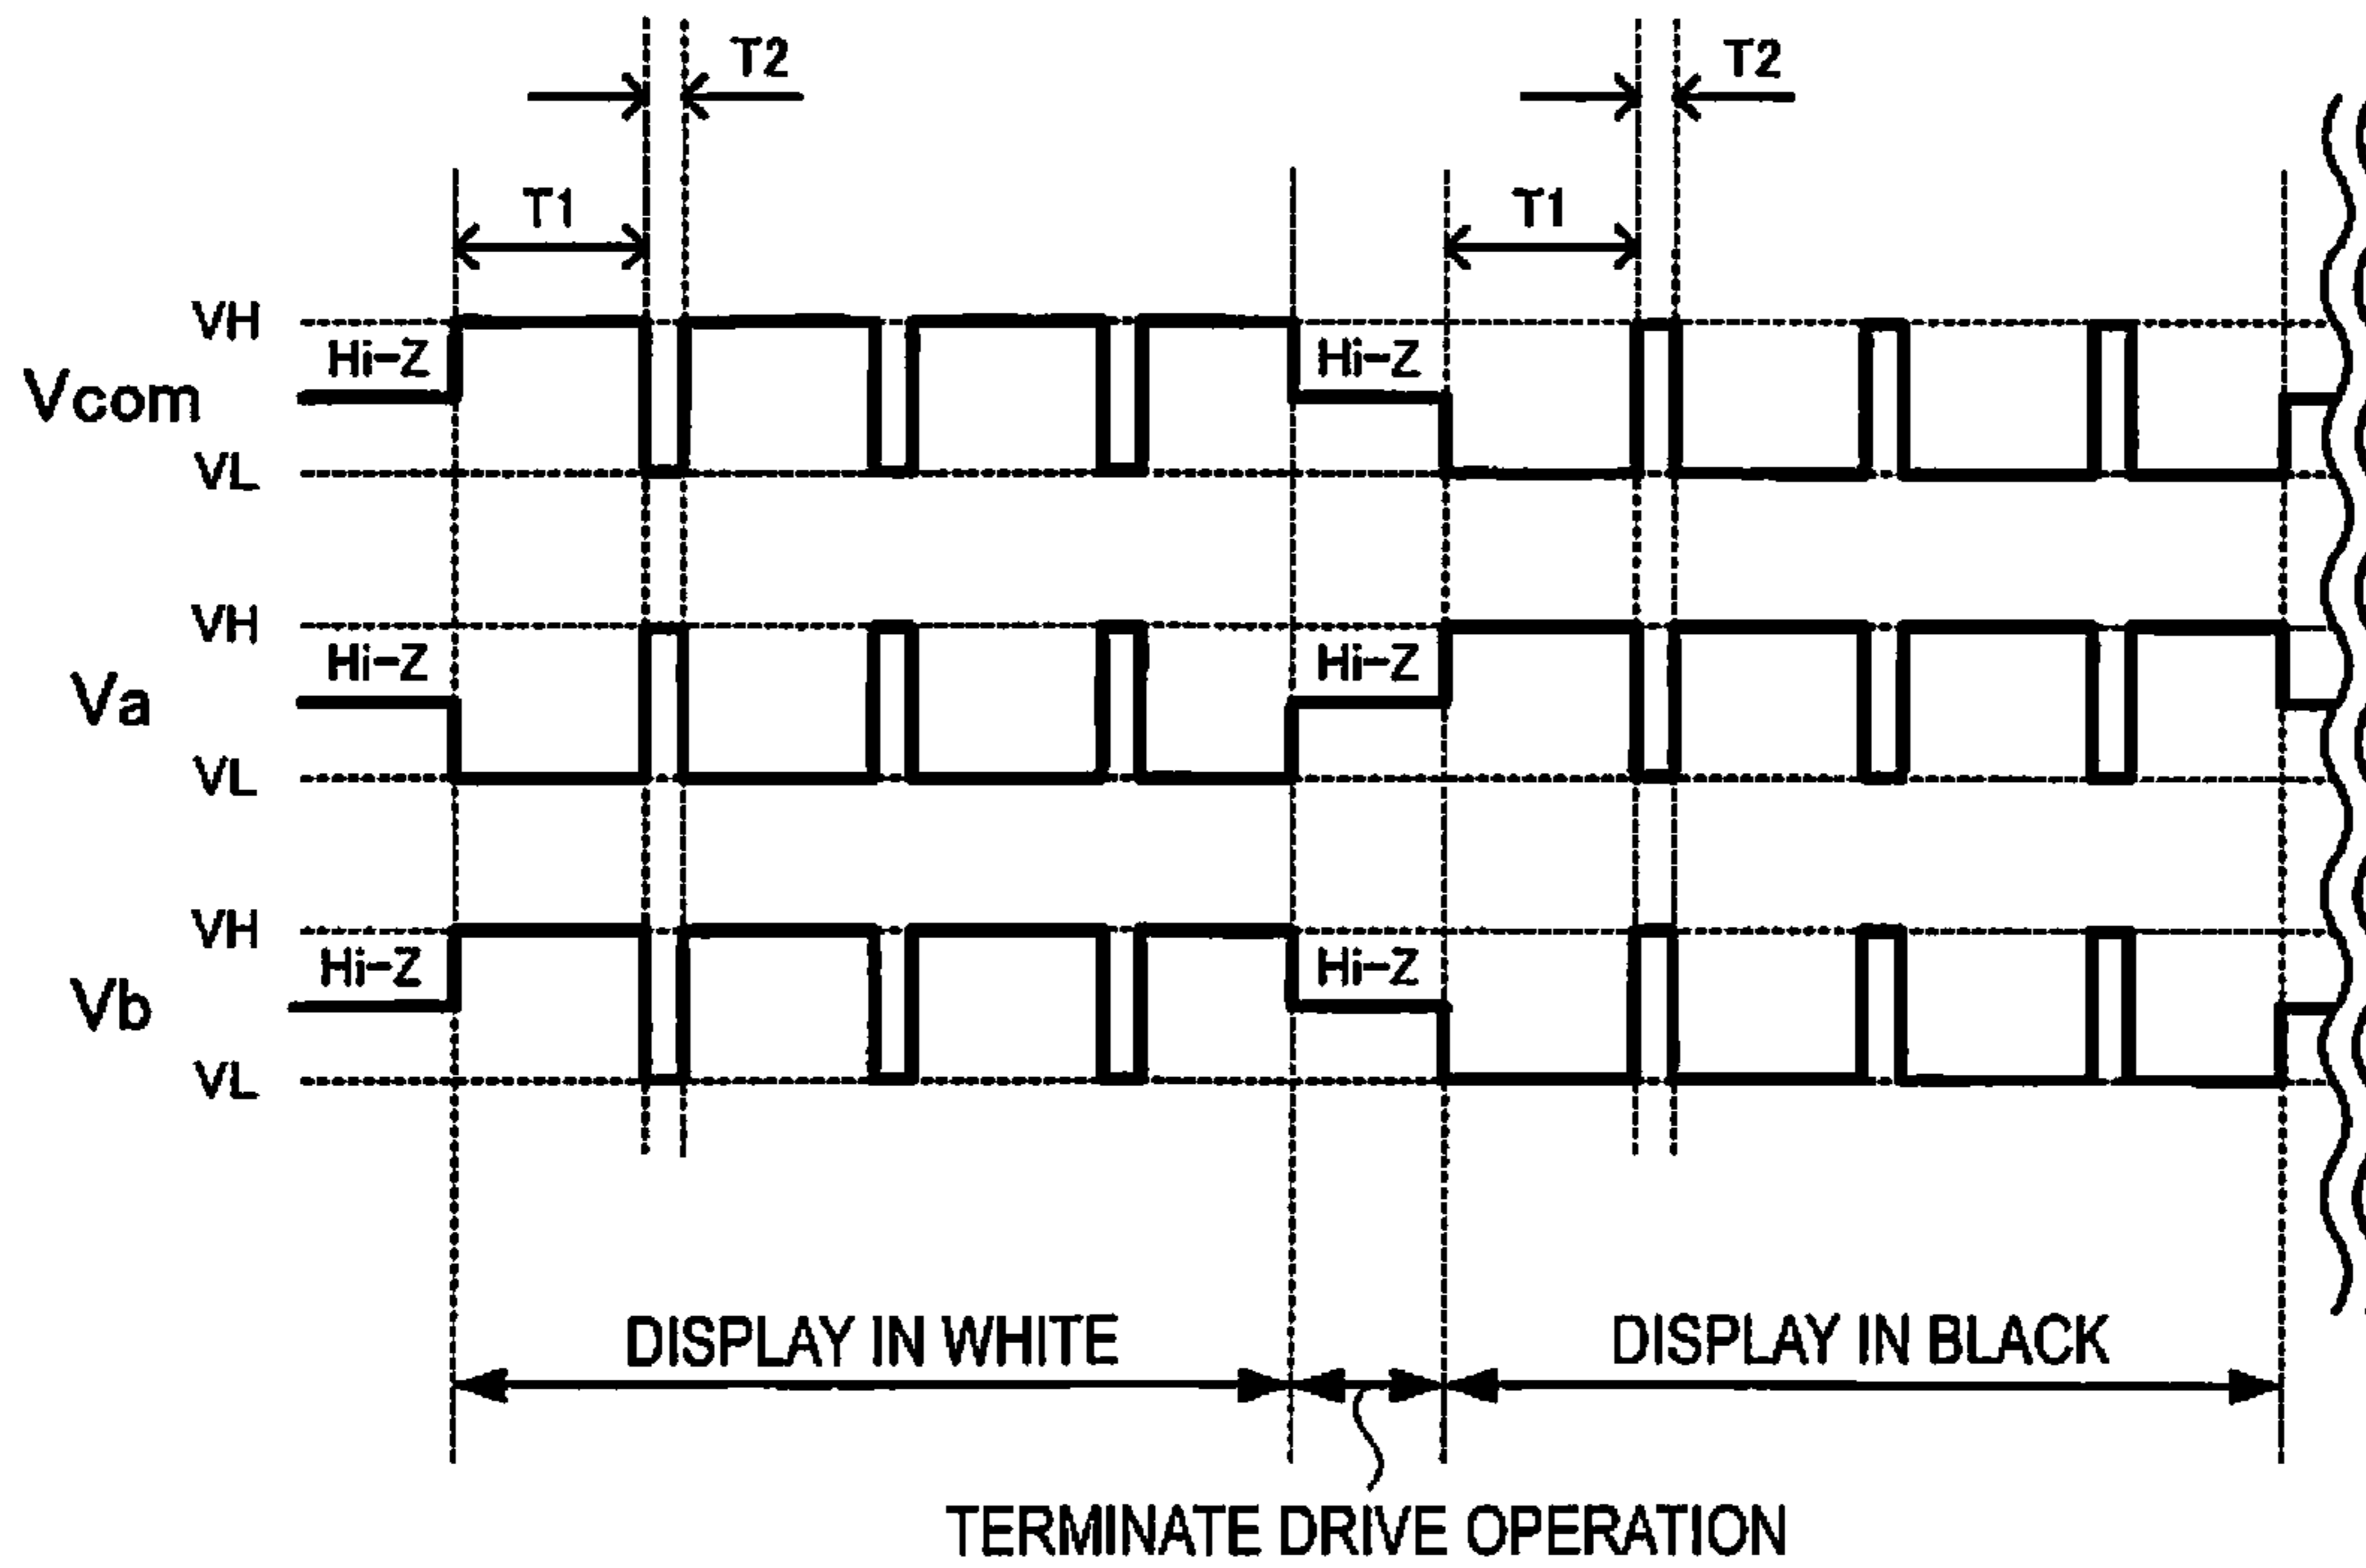 T2 T2
T1 T1
VH
Hi-Z Hi-Z
Vcom
VL
VH
Hi-Z Hi-Z
Va
VL
VH
Hi-Z Hi-Z
Vb
VL
DISPLAY IN WHITE DISPLAY IN BLACK
TERMINATE DRIVE OPERATION